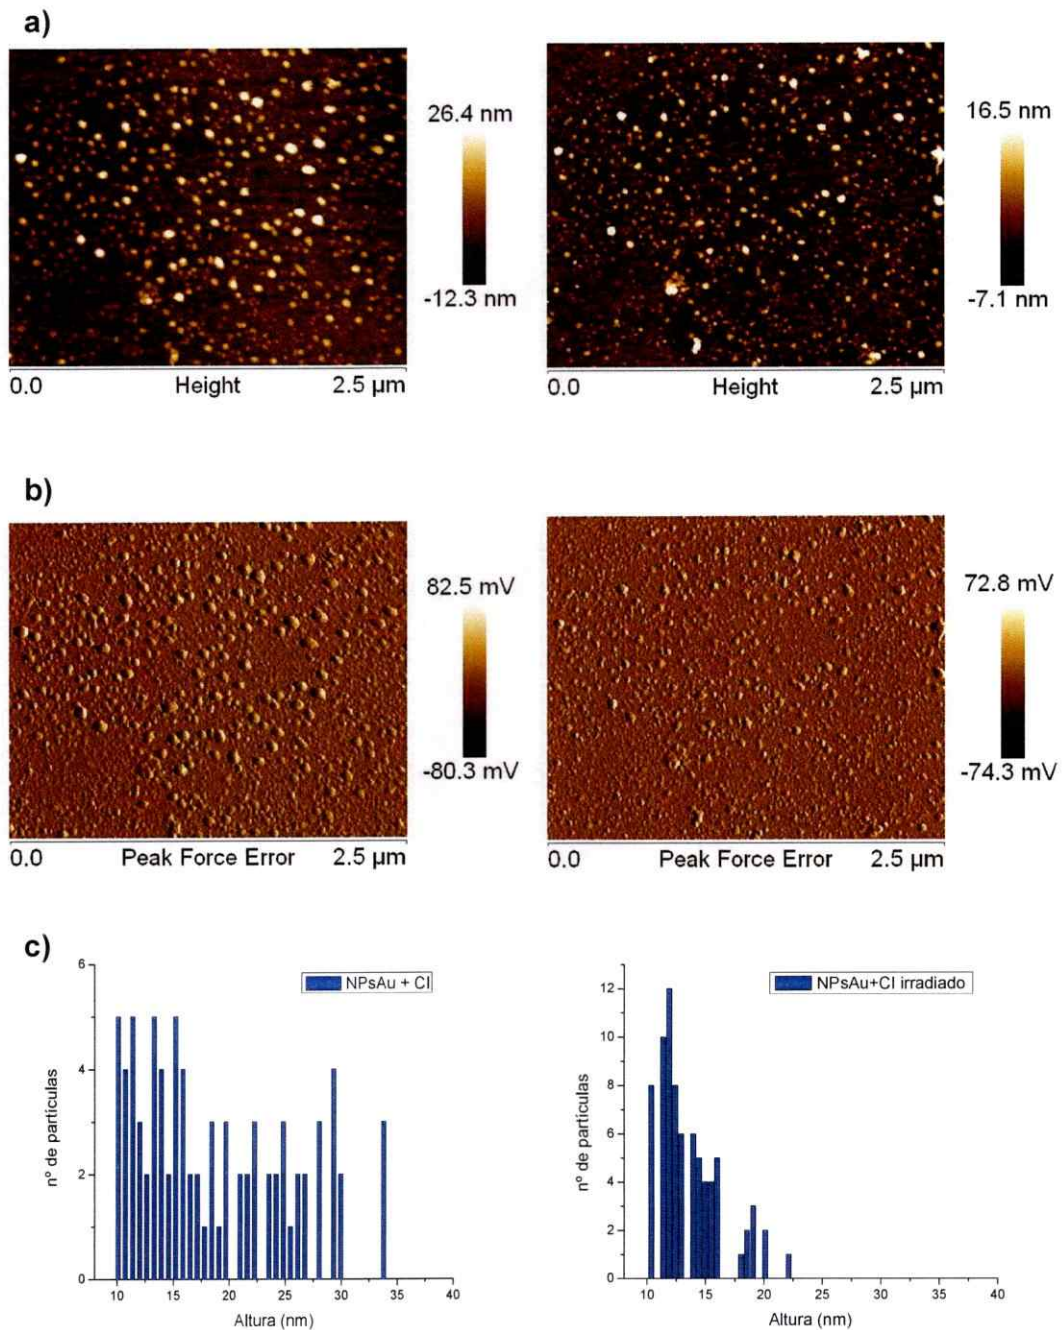 a)
26.4 nm
-12.3 nm
0.0 Height 2.5 µm
16.5 nm
-7.1 nm
0.0 Height 2.5 µm
b)
82.5 mV
-80.3 mV
0.0 Peak Force Error 2.5 µm
72.8 mV
-74.3 mV
0.0 Peak Force Error 2.5 µm
c)
6
4
2
0
nº de partículas
NPsAu + CI
10 15 20 25 30 35 40
Altura (nm)
12
10
8
6
4
2
0
nº de partículas
NPsAu+CI irradiado
10 15 20 25 30 35 40
Altura (nm)